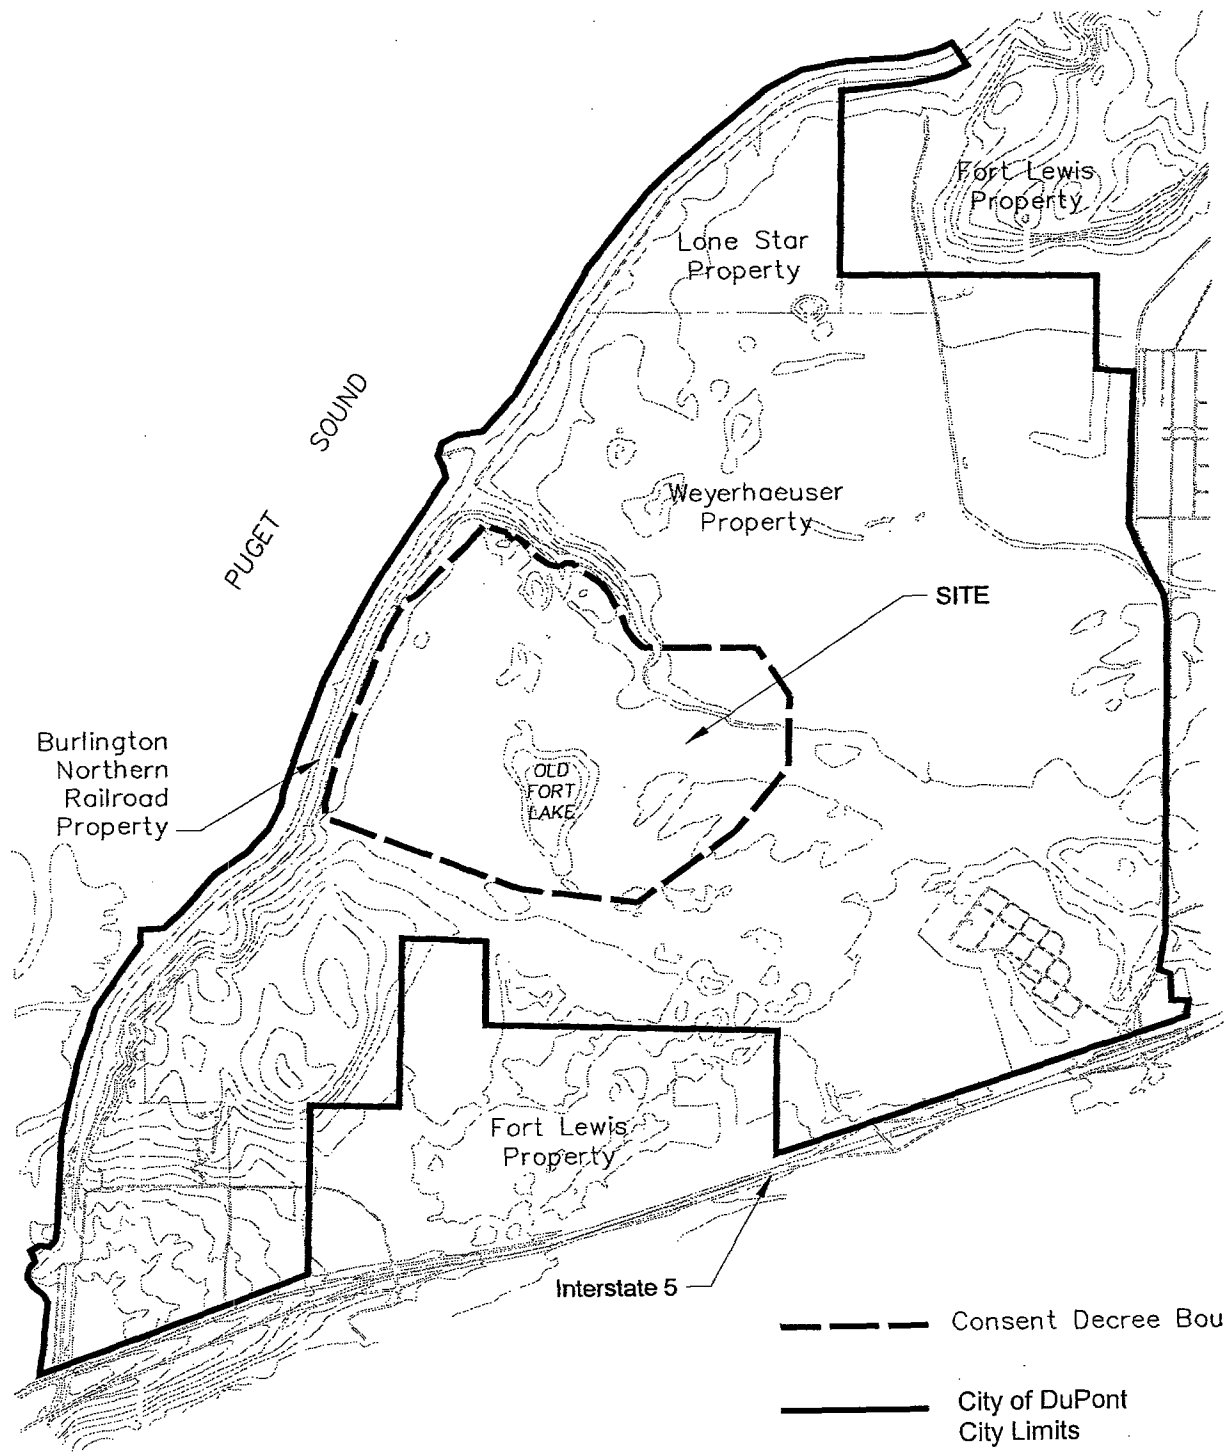 Fort Lewis
Property
Lone Star
Property
SOUND
PUGET
Weyerhaeuser
Property
SITE
Burlington
Northern
Railroad
Property
OLD
FORT
LAKE
Fort Lewis
Property
Interstate 5
Consent Decree Bou
City of DuPont
City Limits